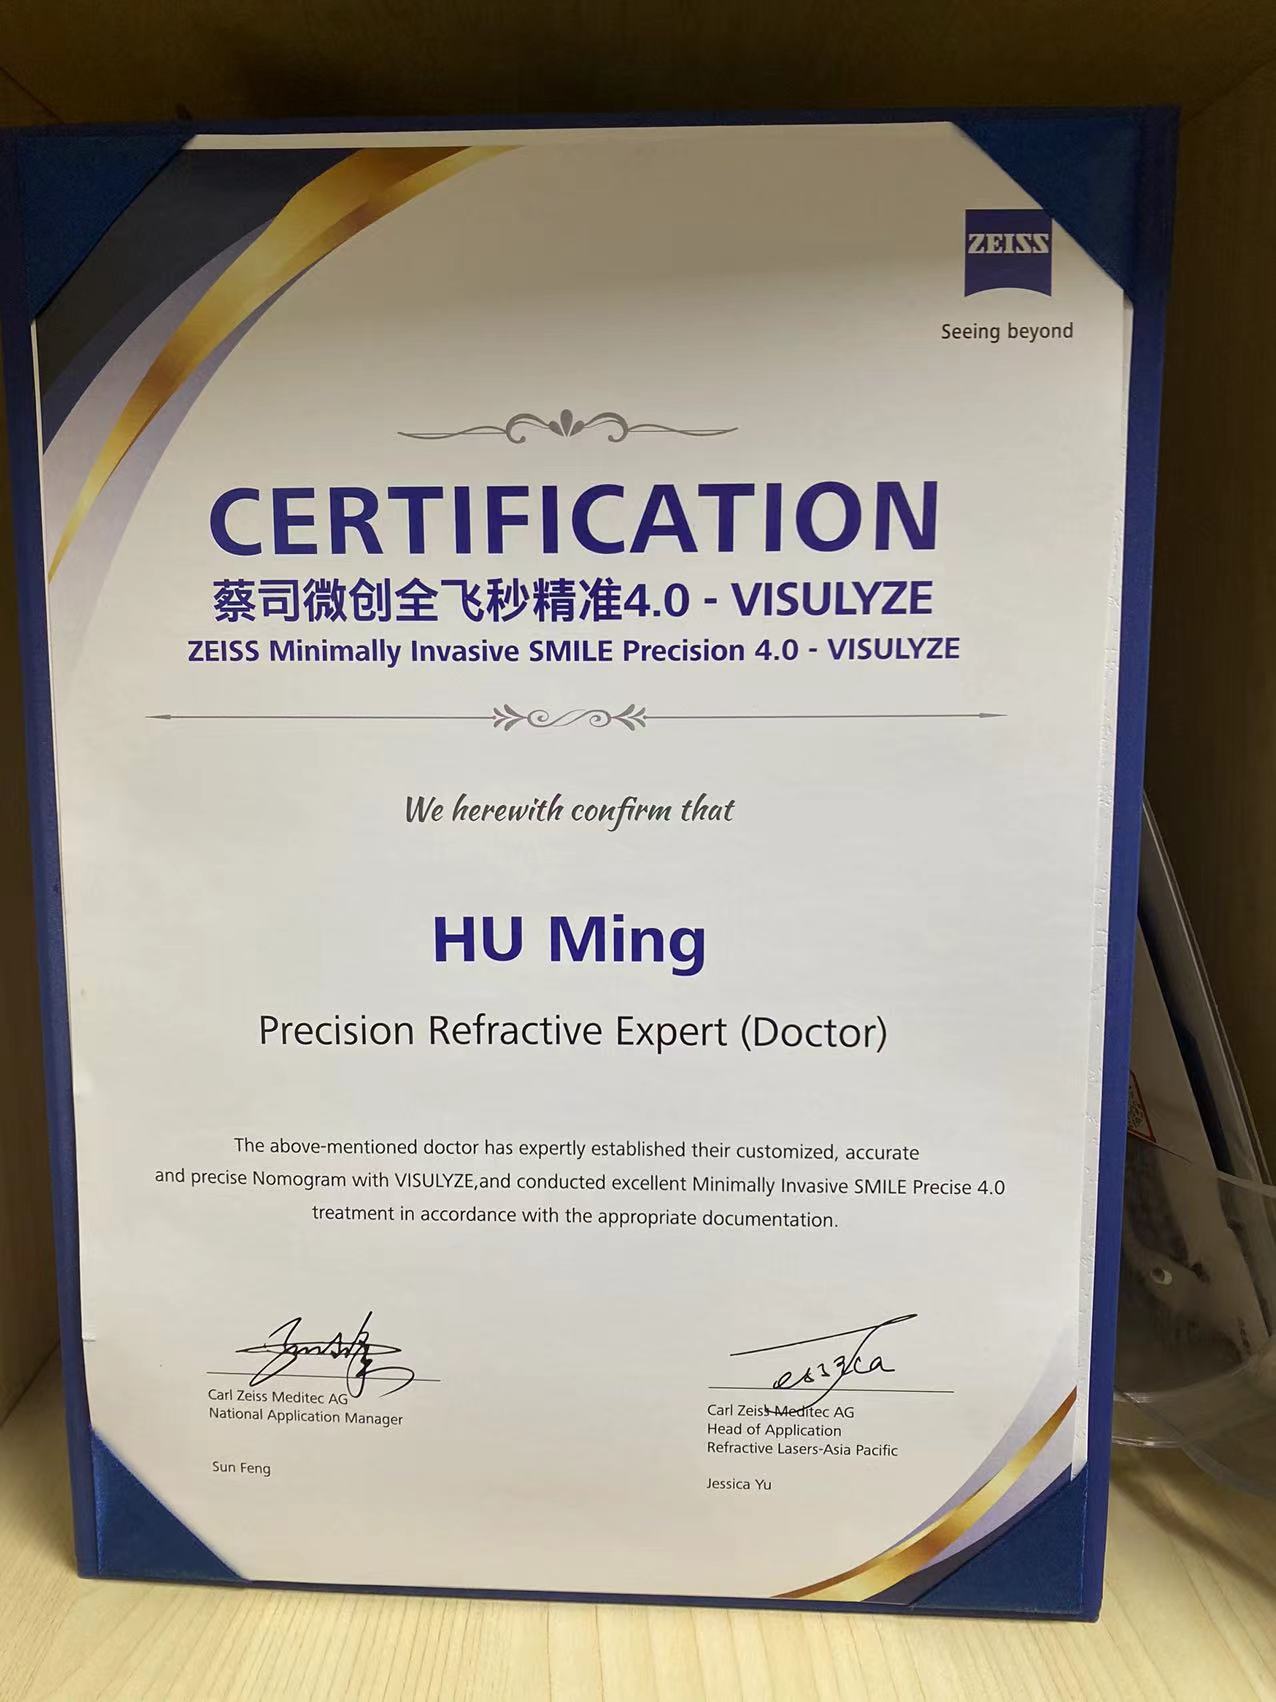 ZEISS
Seeing beyond
CERTIFICATION
蔡司微创全飞秒精准4.0 - VISULYZE
ZEISS Minimally Invasive SMILE Precision 4.0 - VISULYZE
We herewith confirm that
HU Ming
Precision Refractive Expert (Doctor)
The above-mentioned doctor has expertly established their customized, accurate
and precise Nomogram with VISULYZE,and conducted excellent Minimally Invasive SMILE Precise 4.0
treatment in accordance with the appropriate documentation.
Carl Zeiss Meditec AG
National Application Manager
Sun Feng
Carl Zeiss Meditec AG
Head of Application
Refractive Lasers-Asia Pacific
Jessica Yu